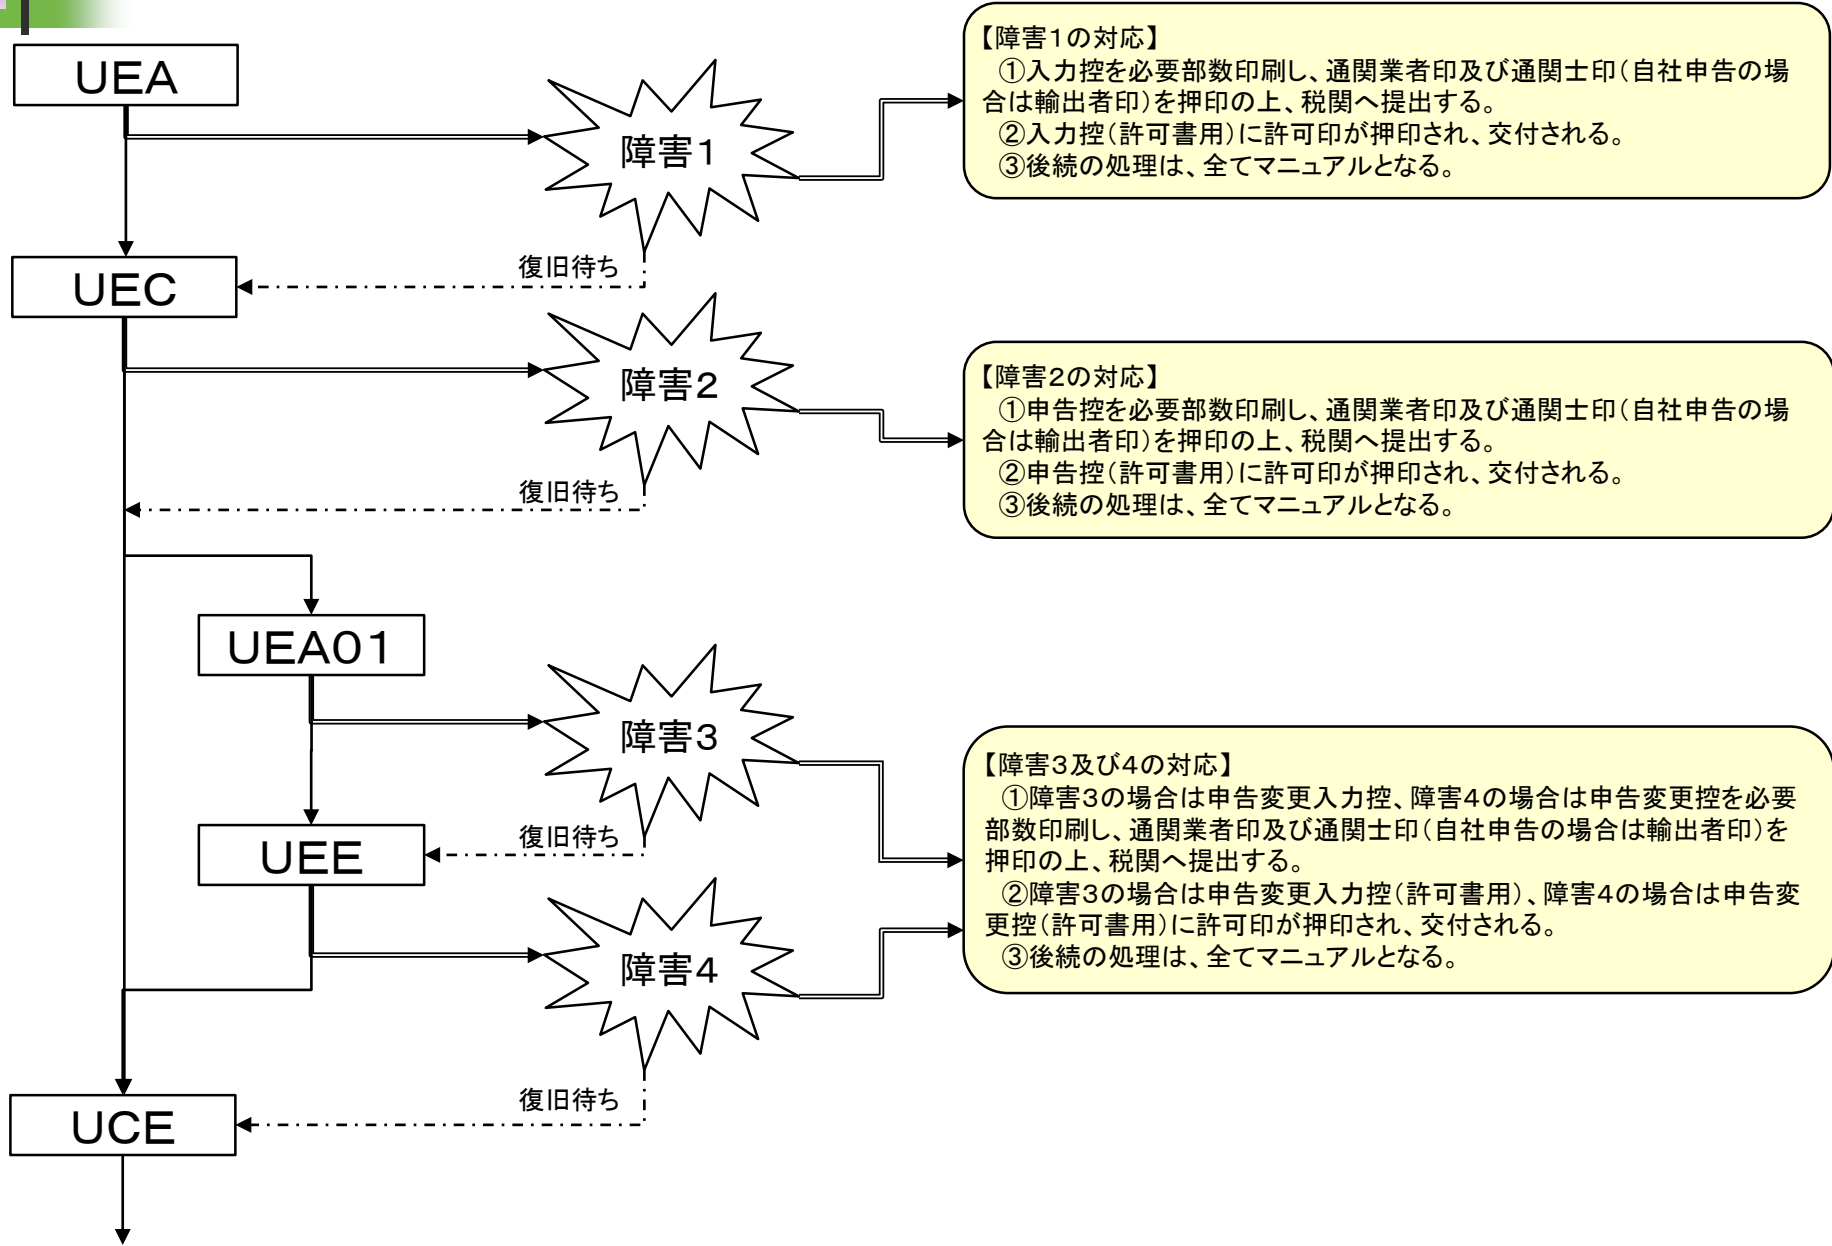 UEA
障害1
【障害1の対応】
①入力控を必要部数印刷し、通関業者印及び通関士印(自社申告の場
合は輸出者印)を押印の上、税関へ提出する。
②入力控(許可書用)に許可印が押印され、交付される。
③後続の処理は、全てマニュアルとなる。
復旧待ち
UEC
障害2
【障害2の対応】
①申告控を必要部数印刷し、通関業者印及び通関士印(自社申告の場
合は輸出者印)を押印の上、税関へ提出する。
②申告控(許可書用)に許可印が押印され、交付される。
③後続の処理は、全てマニュアルとなる。
復旧待ち
UEA01
障害3
【障害3及び4の対応】
①障害3の場合は申告変更入力控、障害4の場合は申告変更控を必要
部数印刷し、通関業者印及び通関士印(自社申告の場合は輸出者印)を
押印の上、税関へ提出する。
②障害3の場合は申告変更入力控(許可書用)、障害4の場合は申告変
更控(許可書用)に許可印が押印され、交付される。
③後続の処理は、全てマニュアルとなる。
復旧待ち
UEE
障害4
復旧待ち
UCE